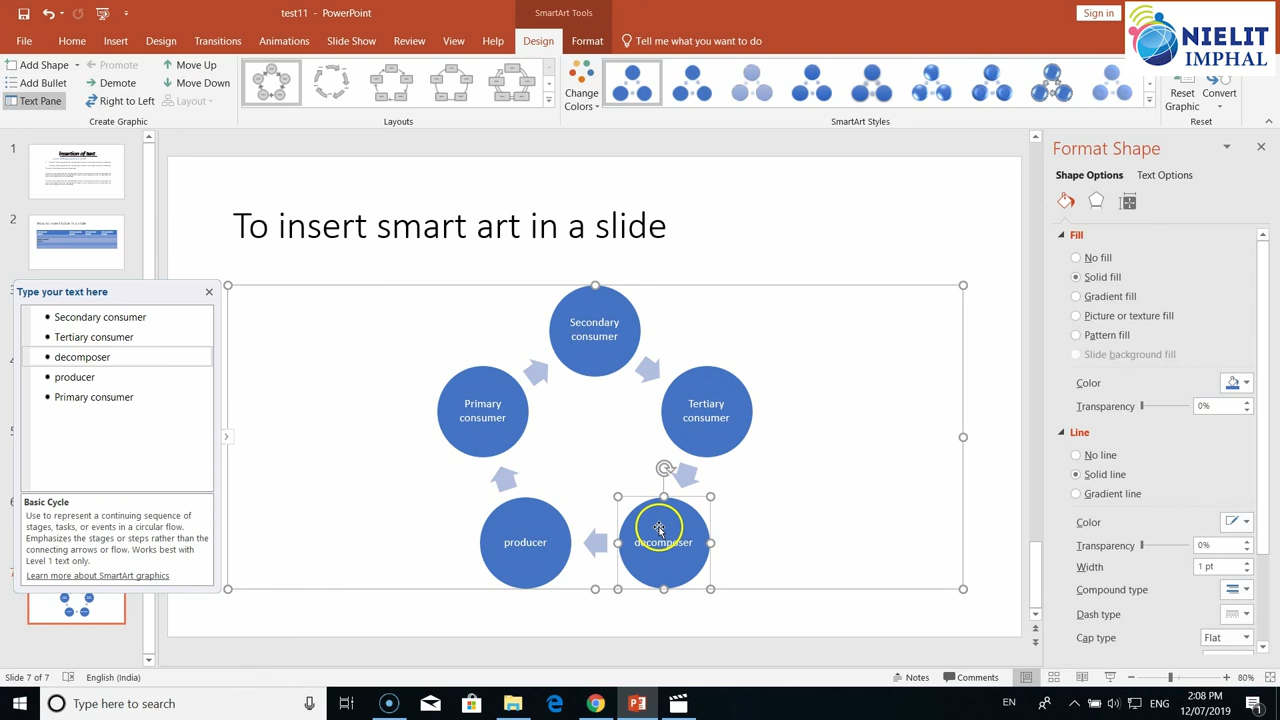 test11 - PowerPoint
SmartArt Tools
Sign in
NIELIT
IMPHAL
File
Home
Insert
Design
Transitions
Animations
Slide Show
Review
View
Help
Design
Format
Tell me what you want to do
Add Shape
Promote
Move Up
Add Bullet
Demote
Move Down
Text Pane
Right to Left
Layout
Create Graphic
Layouts
Change
Colors
SmartArt Styles
Reset
Graphic
Convert
Reset
1
Insertion of text
2
To insert smart art in a slide
Type your text here
Secondary consumer
Tertiary consumer
decomposer
producer
Primary consumer
Basic Cycle
Use to represent a continuing sequence of
stages, tasks, or events in a circular flow.
Emphasizes the stages or steps rather than the
connecting arrows or flow. Works best with
Level 1 text only.
Learn more about SmartArt graphics
Secondary
consumer
Primary
consumer
Tertiary
consumer
producer
decomposer
Format Shape
Shape Options
Text Options
Fill
No fill
Solid fill
Gradient fill
Picture or texture fill
Pattern fill
Slide background fill
Color
Transparency
0%
Line
No line
Solid line
Gradient line
Color
Transparency
0%
Width
1 pt
Compound type
Dash type
Cap type
Flat
Slide 7 of 7
English (India)
Notes
Comments
80%
Type here to search
EN
ENG
2:08 PM
12/07/2019
1